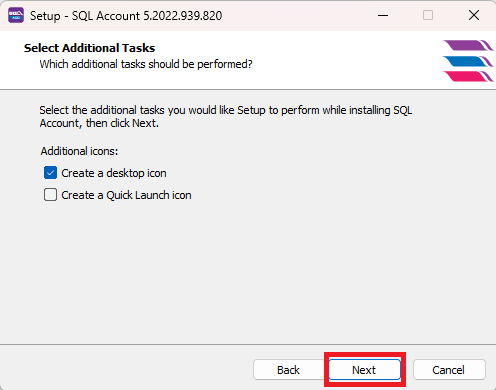 Setup - SQL Account 5.2022.939.820
Select Additional Tasks
Which additional tasks should be performed?
Select the additional tasks you would like Setup to perform while installing SQL
Account, then click Next.
Additional icons:
Create a desktop icon
Create a Quick Launch icon
Back
Next
Cancel